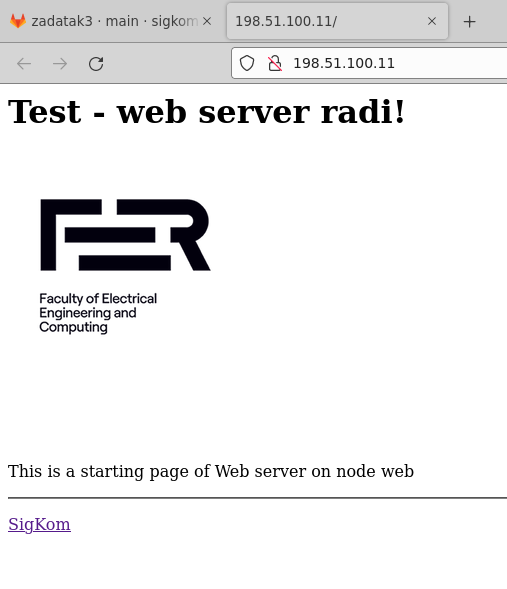 zadatak3 · main · sigkom
198.51.100.11/
198.51.100.11
Test - web server radi!
FER
Faculty of Electrical
Engineering and
Computing
This is a starting page of Web server on node web
SigKom